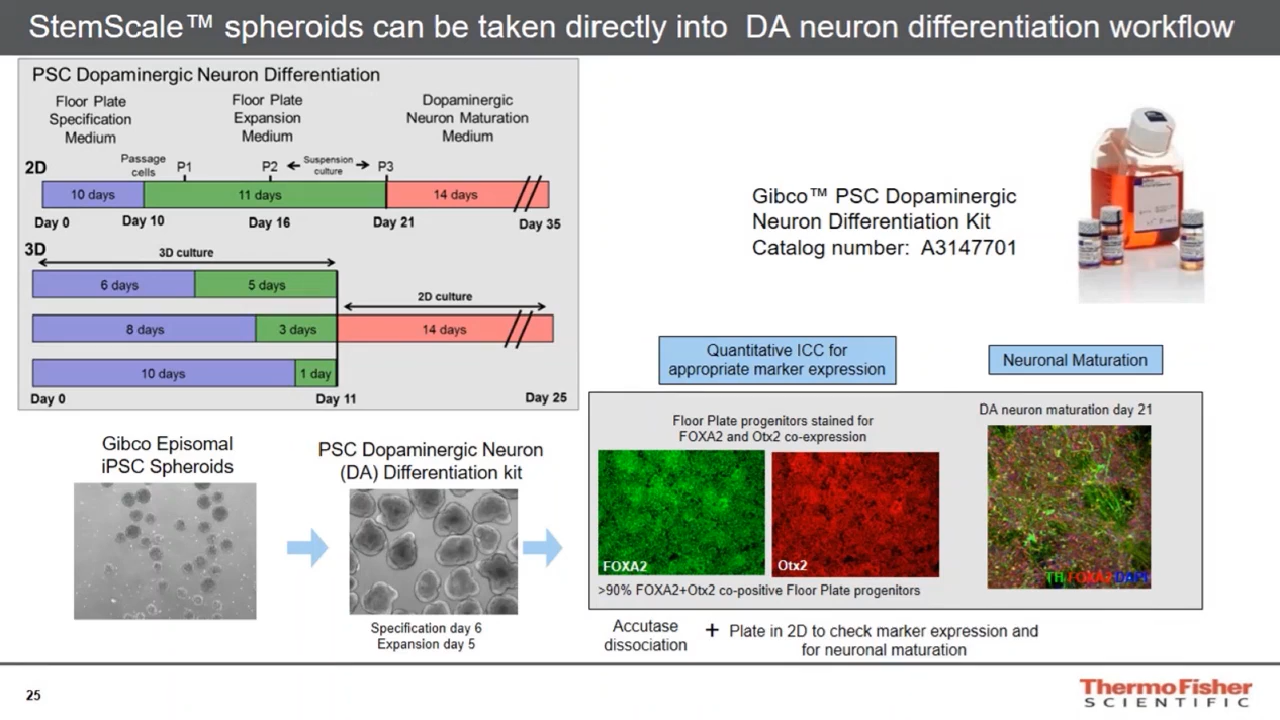 StemScale™ spheroids can be taken directly into DA neuron differentiation workflow
PSC Dopaminergic Neuron Differentiation
Floor Plate
Specification
Medium
Floor Plate
Expansion
Medium
Dopaminergic
Neuron Maturation
Medium
2D
Passage
cells
P1
P2
Suspension
culture
P3
10 days
11 days
14 days
Day 0
Day 10
Day 16
Day 21
Day 35
3D
3D culture
6 days
5 days
2D culture
8 days
3 days
14 days
10 days
1 day
Day 0
Day 11
Day 25
Gibco™ PSC Dopaminergic
Neuron Differentiation Kit
Catalog number: A3147701
Gibco Episomal
iPSC Spheroids
PSC Dopaminergic Neuron
(DA) Differentiation kit
Specification day 6
Expansion day 5
Quantitative ICC for
appropriate marker expression
Neuronal Maturation
Floor Plate progenitors stained for
FOXA2 and Otx2 co-expression
DA neuron maturation day 21
FOXA2
Otx2
TH FOXA2 DAPI
>90% FOXA2+Otx2 co-positive Floor Plate progenitors
Accutase
dissociation
+
Plate in 2D to check marker expression and
for neuronal maturation
25
ThermoFisher
SCIENTIFIC